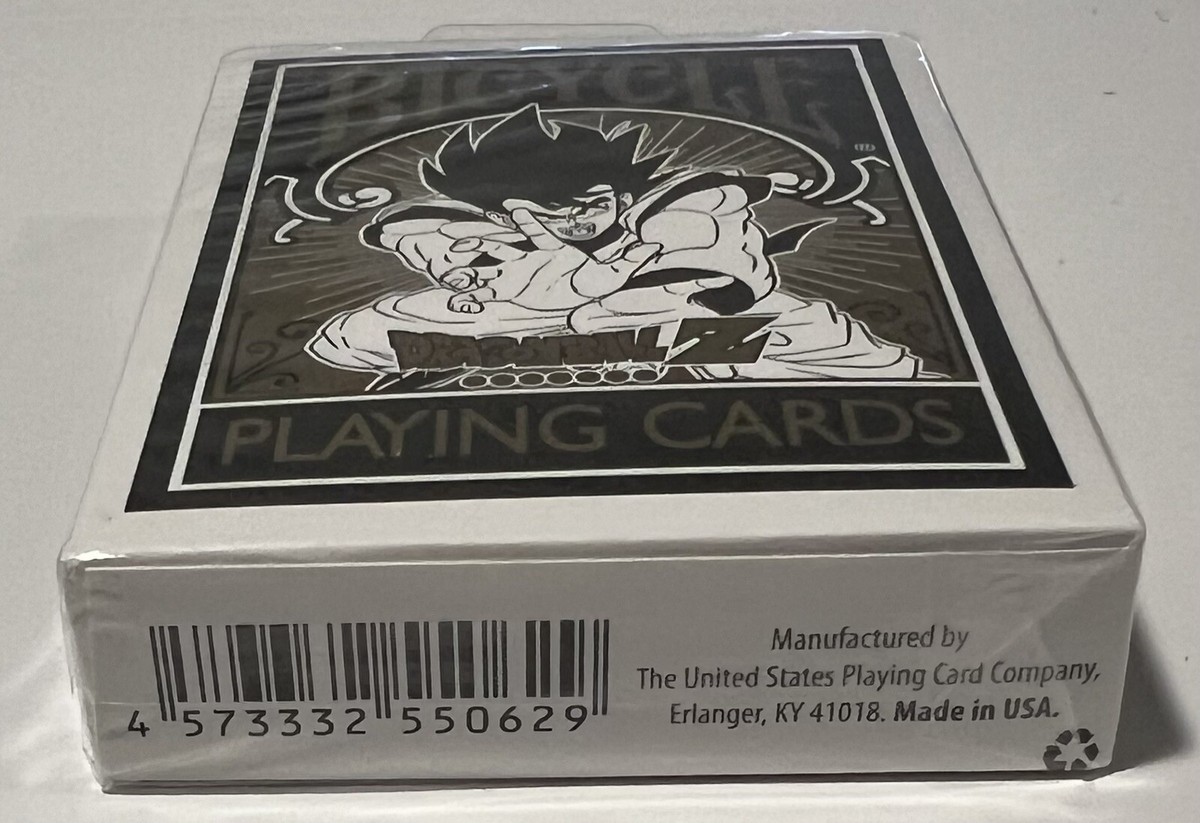 BICYCLE
DRAGONBALL Z
PLAYING CARDS
4 573332 550629
Manufactured by
The United States Playing Card Company,
Erlanger, KY 41018. Made in USA.